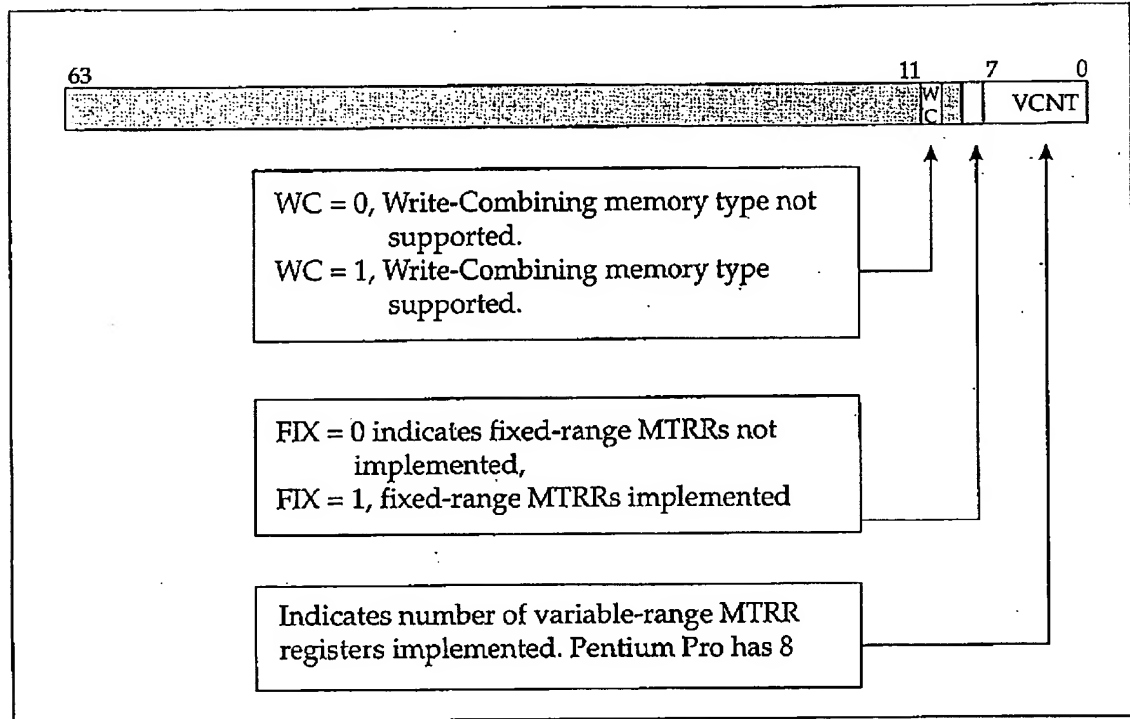 63 11 7 0
W
C VCNT
WC = 0, Write-Combining memory type not
supported.
WC = 1, Write-Combining memory type
supported.
FIX = 0 indicates fixed-range MTRRs not
implemented,
FIX = 1, fixed-range MTRRs implemented
Indicates number of variable-range MTRR
registers implemented. Pentium Pro has 8